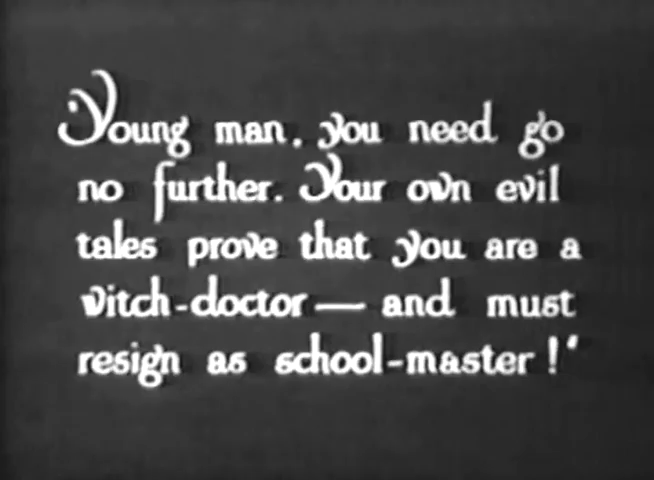 Young man, you need go
no further. Your own evil
tales prove that you are a
witch-doctor — and must
resign as school-master!"